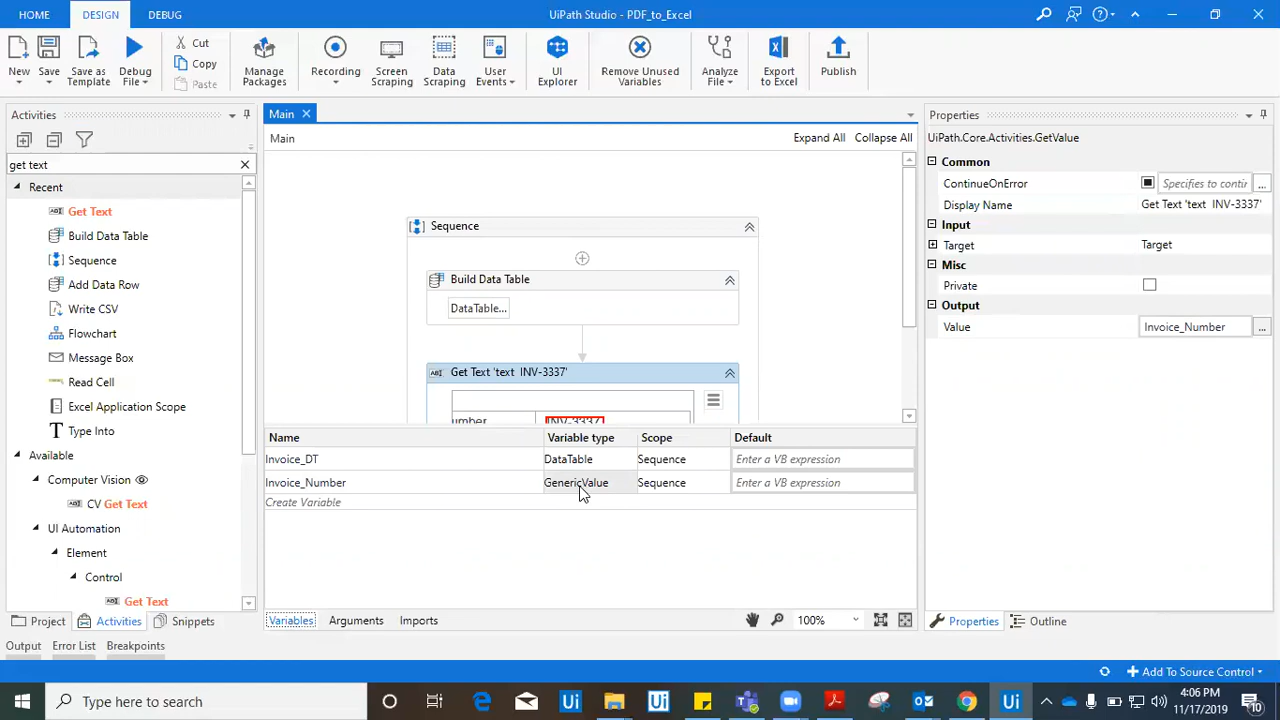 HOME
DESIGN
DEBUG
UiPath Studio - PDF_to_Excel
New
Save
Save as Template
Debug File
Cut
Copy
Paste
Manage Packages
Recording
Screen Scraping
Data Scraping
User Events
UI Explorer
Remove Unused Variables
Analyze File
Export to Excel
Publish
Activities
get text
Recent
Get Text
Build Data Table
Sequence
Add Data Row
Write CSV
Flowchart
Message Box
Read Cell
Excel Application Scope
Type Into
Available
Computer Vision
CV Get Text
UI Automation
Element
Control
Get Text
Project
Activities
Snippets
Main
Main
Expand All
Collapse All
Sequence
Build Data Table
DataTable...
Get Text 'text INV-3337'
umber
INV-3337
Name Variable type Scope Default
Invoice_DT DataTable Sequence Enter a VB expression
Invoice_Number GenericValue Sequence Enter a VB expression
Create Variable
Variables
Arguments
Imports
100%
Properties
UiPath.Core.Activities.GetValue
Common
ContinueOnError Specifies to contin ...
Display Name Get Text 'text INV-3337'
Input
Target Target
Misc
Private
Output
Value Invoice_Number ...
Properties
Outline
Output
Error List
Breakpoints
Add To Source Control
Type here to search
4:06 PM
11/17/2019
10